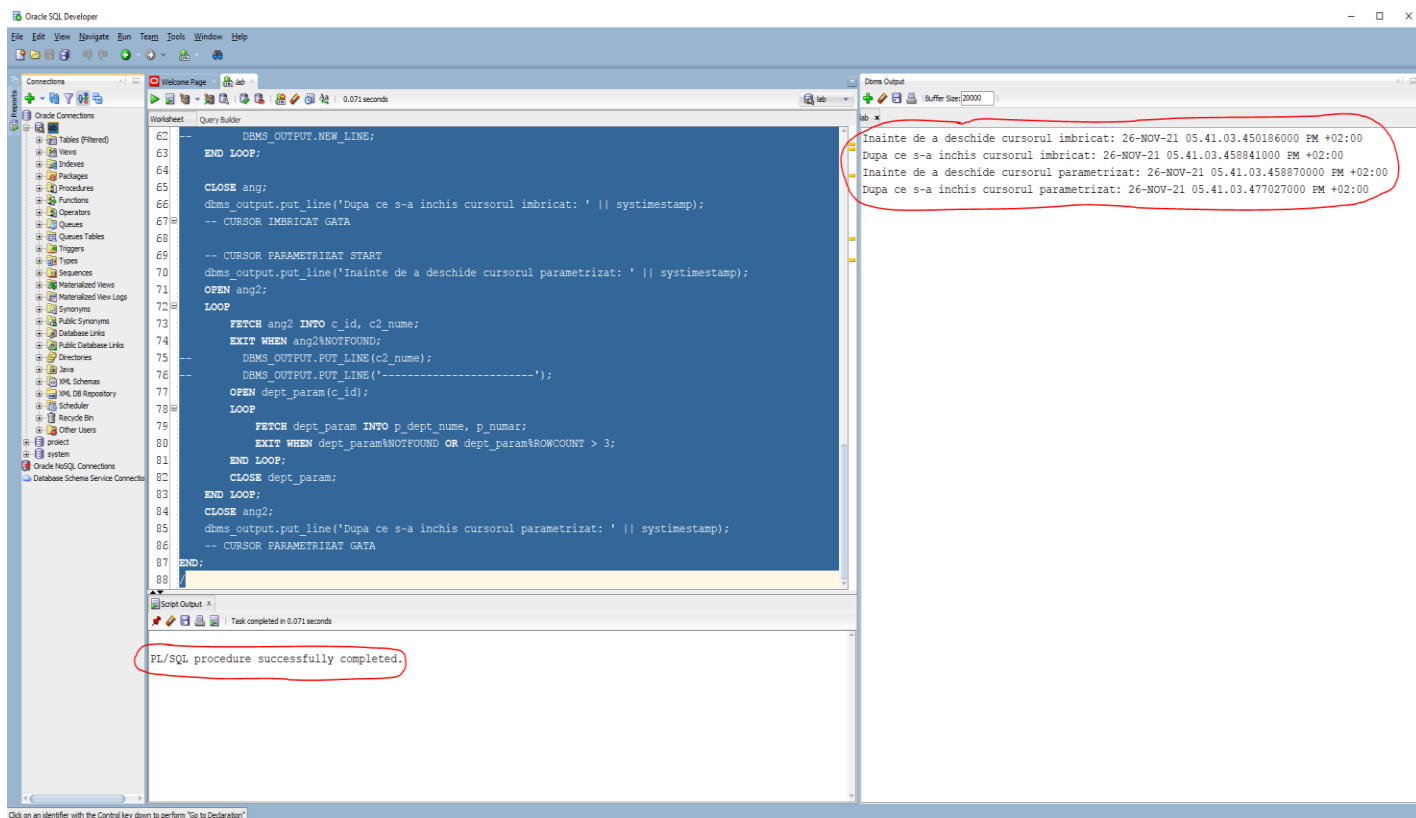 Oracle SQL Developer
File Edit View Navigate Run Team Tools Window Help
Connections
Reports
Oracle Connections
lab
Tables (Filtered)
Views
Indexes
Packages
Procedures
Functions
Operators
Queues
Queues Tables
Triggers
Types
Sequences
Materialized Views
Materialized View Logs
Synonyms
Public Synonyms
Database Links
Public Database Links
Directories
Java
XML Schemas
XML DB Repository
Scheduler
Recycle Bin
Other Users
proiect
system
Oracle NoSQL Connections
Database Schema Service Connectio
Welcome Page lab
0.071 seconds lab
Worksheet Query Builder
62 -- DBMS_OUTPUT.NEW_LINE;
63 END LOOP;
64
65 CLOSE ang;
66 dbms_output.put_line('Dupa ce s-a inchis cursorul imbricat: ' || systimestamp);
67 -- CURSOR IMBRICAT GATA
68
69 -- CURSOR PARAMETRIZAT START
70 dbms_output.put_line('Inainte de a deschide cursorul parametrizat: ' || systimestamp);
71 OPEN ang2;
72 LOOP
73 FETCH ang2 INTO c_id, c2_nume;
74 EXIT WHEN ang2%NOTFOUND;
75 -- DBMS_OUTPUT.PUT_LINE(c2_nume);
76 -- DBMS_OUTPUT.PUT_LINE('------------------------');
77 OPEN dept_param(c_id);
78 LOOP
79 FETCH dept_param INTO p_dept_nume, p_numar;
80 EXIT WHEN dept_param%NOTFOUND OR dept_param%ROWCOUNT > 3;
81 END LOOP;
82 CLOSE dept_param;
83 END LOOP;
84 CLOSE ang2;
85 dbms_output.put_line('Dupa ce s-a inchis cursorul parametrizat: ' || systimestamp);
86 -- CURSOR PARAMETRIZAT GATA
87 END;
88 /
Script Output
Task completed in 0.071 seconds
PL/SQL procedure successfully completed.
Dbms Output
Buffer Size: 20000
lab
Inainte de a deschide cursorul imbricat: 26-NOV-21 05.41.03.450186000 PM +02:00
Dupa ce s-a inchis cursorul imbricat: 26-NOV-21 05.41.03.458841000 PM +02:00
Inainte de a deschide cursorul parametrizat: 26-NOV-21 05.41.03.458870000 PM +02:00
Dupa ce s-a inchis cursorul parametrizat: 26-NOV-21 05.41.03.477027000 PM +02:00
Click on an identifier with the Control key down to perform "Go to Declaration"